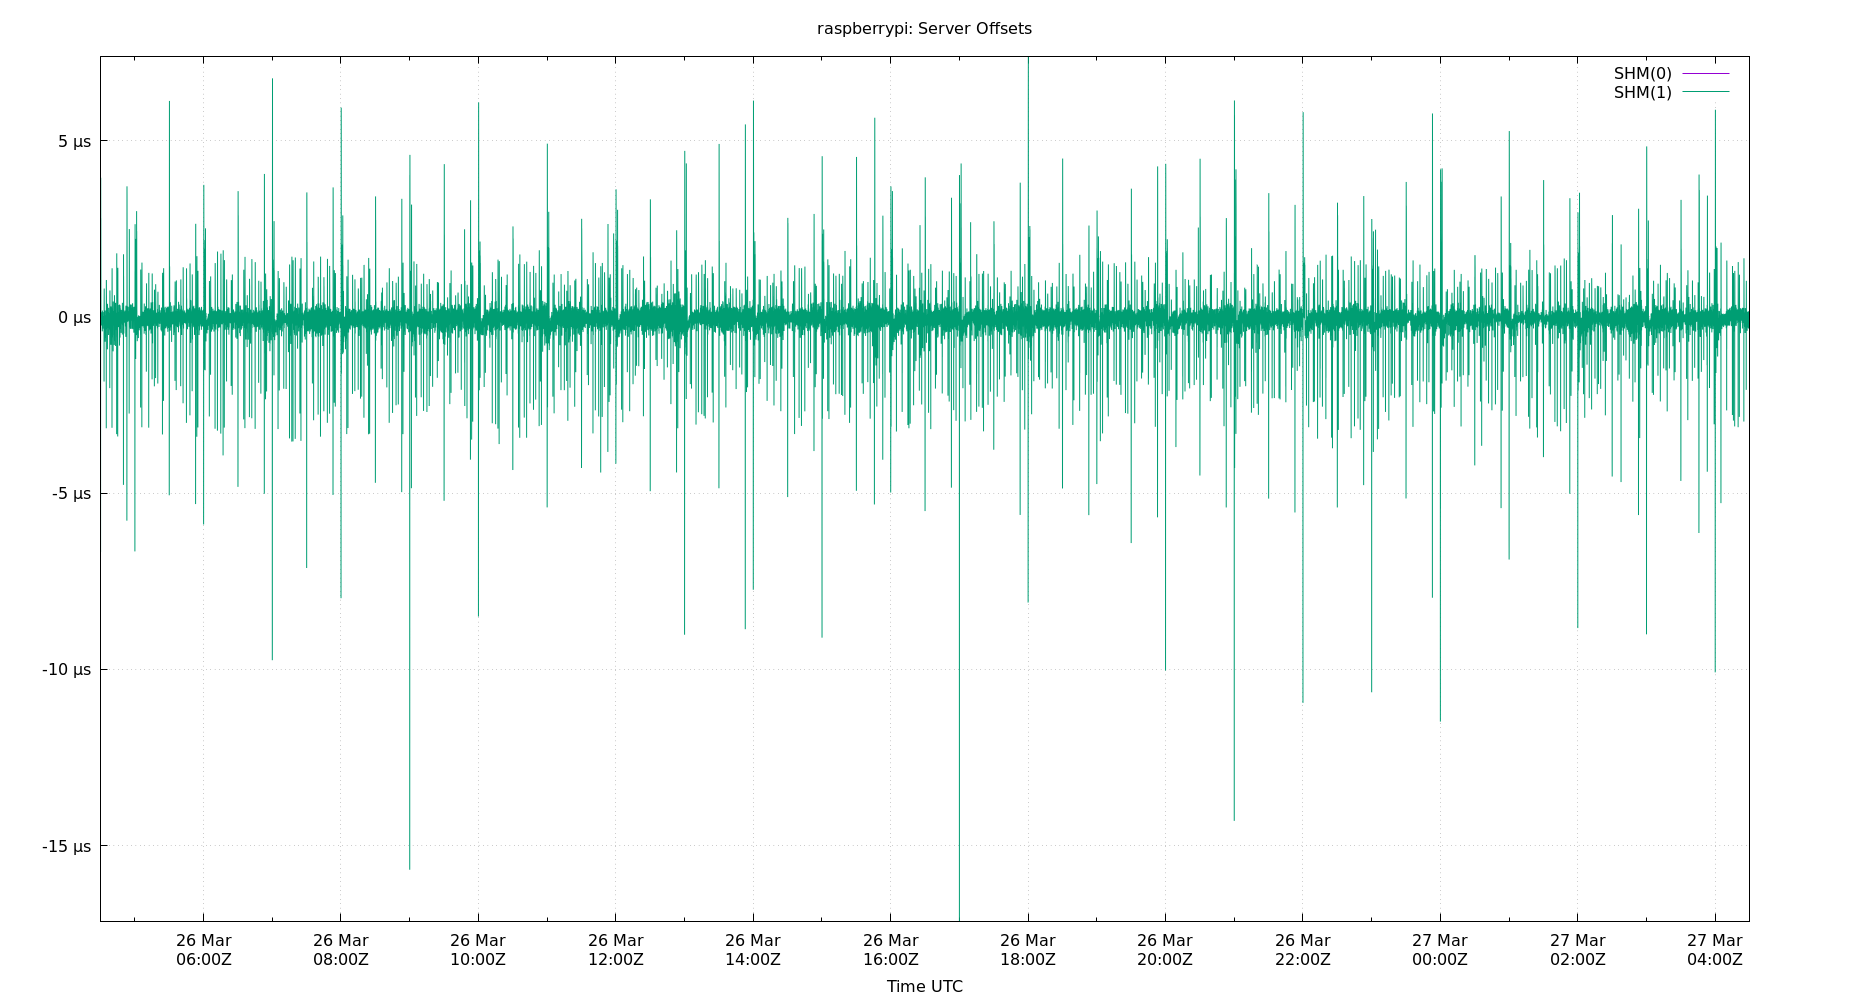 raspberrypi: Server Offsets
SHM(0)
SHM(1)
5 µs
0 µs
-5 µs
-10 µs
-15 µs
26 Mar 26 Mar 26 Mar 26 Mar 26 Mar 26 Mar 26 Mar 26 Mar 26 Mar 27 Mar 27 Mar 27 Mar
06:00Z 08:00Z 10:00Z 12:00Z 14:00Z 16:00Z 18:00Z 20:00Z 22:00Z 00:00Z 02:00Z 04:00Z
Time UTC